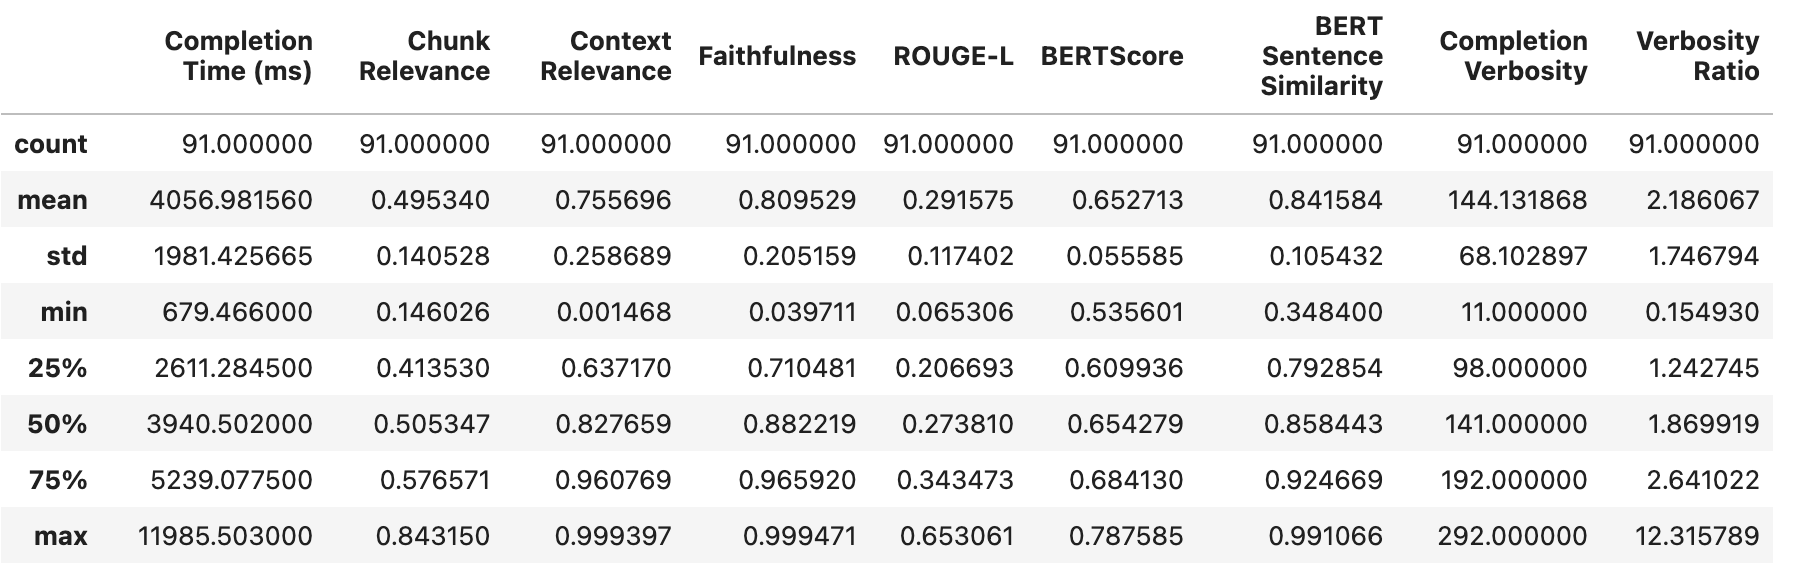 Completion Time (ms) Chunk Relevance Context Relevance Faithfulness ROUGE-L BERTScore BERT Sentence Similarity Completion Verbosity Verbosity Ratio
count 91.000000 91.000000 91.000000 91.000000 91.000000 91.000000 91.000000 91.000000 91.000000
mean 4056.981560 0.495340 0.755696 0.809529 0.291575 0.652713 0.841584 144.131868 2.186067
std 1981.425665 0.140528 0.258689 0.205159 0.117402 0.055585 0.105432 68.102897 1.746794
min 679.466000 0.146026 0.001468 0.039711 0.065306 0.535601 0.348400 11.000000 0.154930
25% 2611.284500 0.413530 0.637170 0.710481 0.206693 0.609936 0.792854 98.000000 1.242745
50% 3940.502000 0.505347 0.827659 0.882219 0.273810 0.654279 0.858443 141.000000 1.869919
75% 5239.077500 0.576571 0.960769 0.965920 0.343473 0.684130 0.924669 192.000000 2.641022
max 11985.503000 0.843150 0.999397 0.999471 0.653061 0.787585 0.991066 292.000000 12.315789